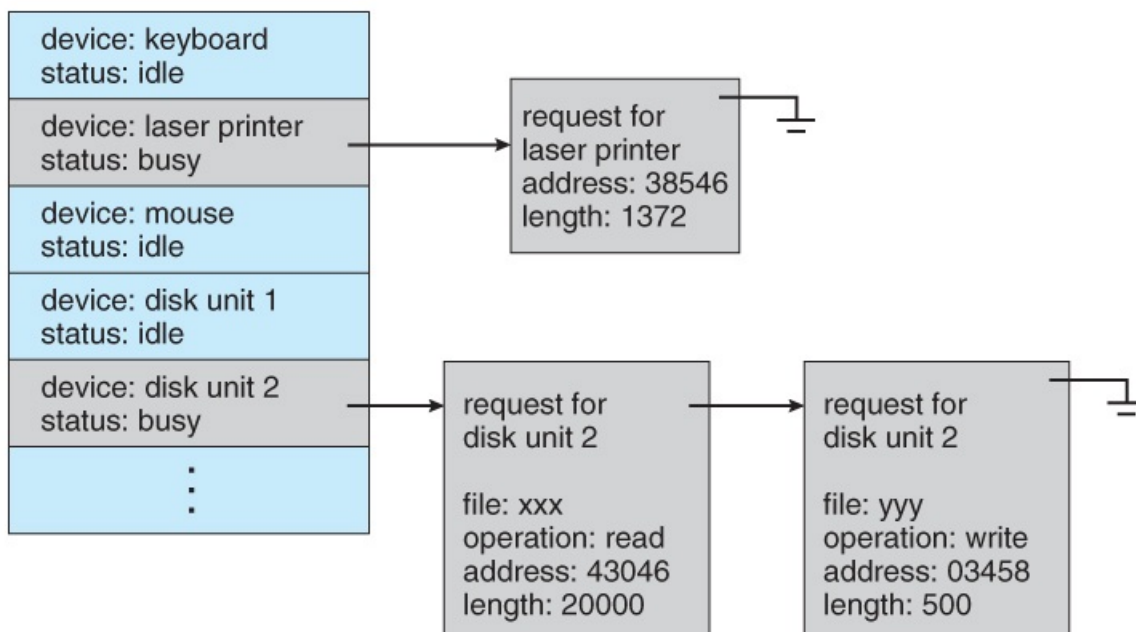 device: keyboard
status: idle
device: laser printer
status: busy
device: mouse
status: idle
device: disk unit 1
status: idle
device: disk unit 2
status: busy
request for
laser printer
address: 38546
length: 1372
request for
disk unit 2
file: xxx
operation: read
address: 43046
length: 20000
request for
disk unit 2
file: yyy
operation: write
address: 03458
length: 500